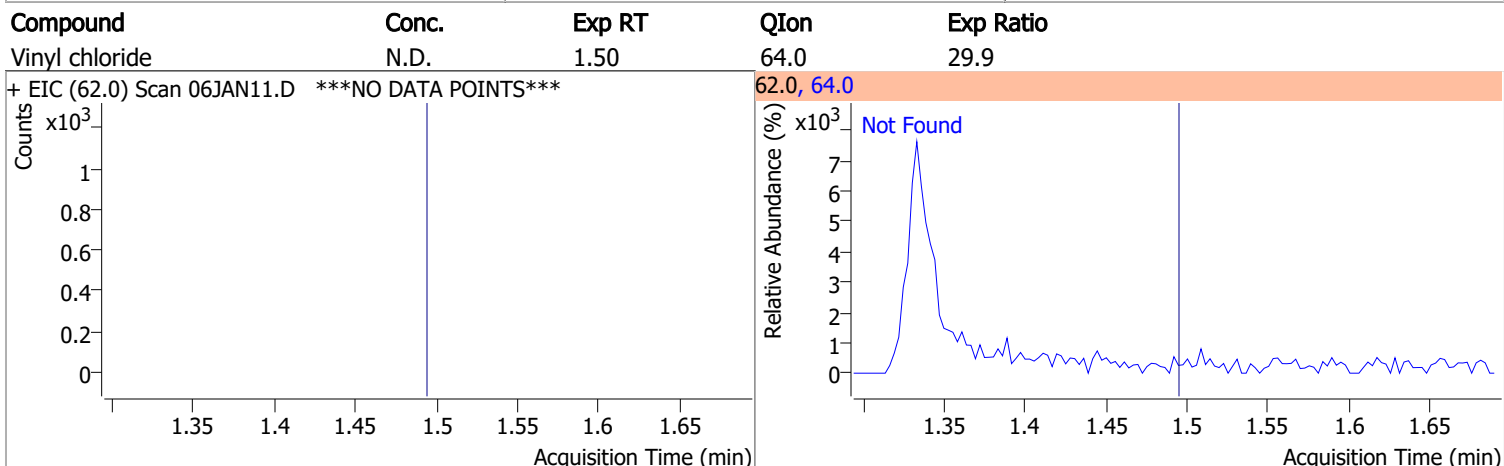 Compound Conc. Exp RT QIon Exp Ratio
Vinyl chloride N.D. 1.50 64.0 29.9
+ EIC (62.0) Scan 06JAN11.D ***NO DATA POINTS***
Counts
x103
1
0.8
0.6
0.4
0.2
0
1.35 1.4 1.45 1.5 1.55 1.6 1.65
Acquisition Time (min)
62.0, 64.0
Relative Abundance (%)
x103
Not Found
7
6
5
4
3
2
1
0
1.35 1.4 1.45 1.5 1.55 1.6 1.65
Acquisition Time (min)